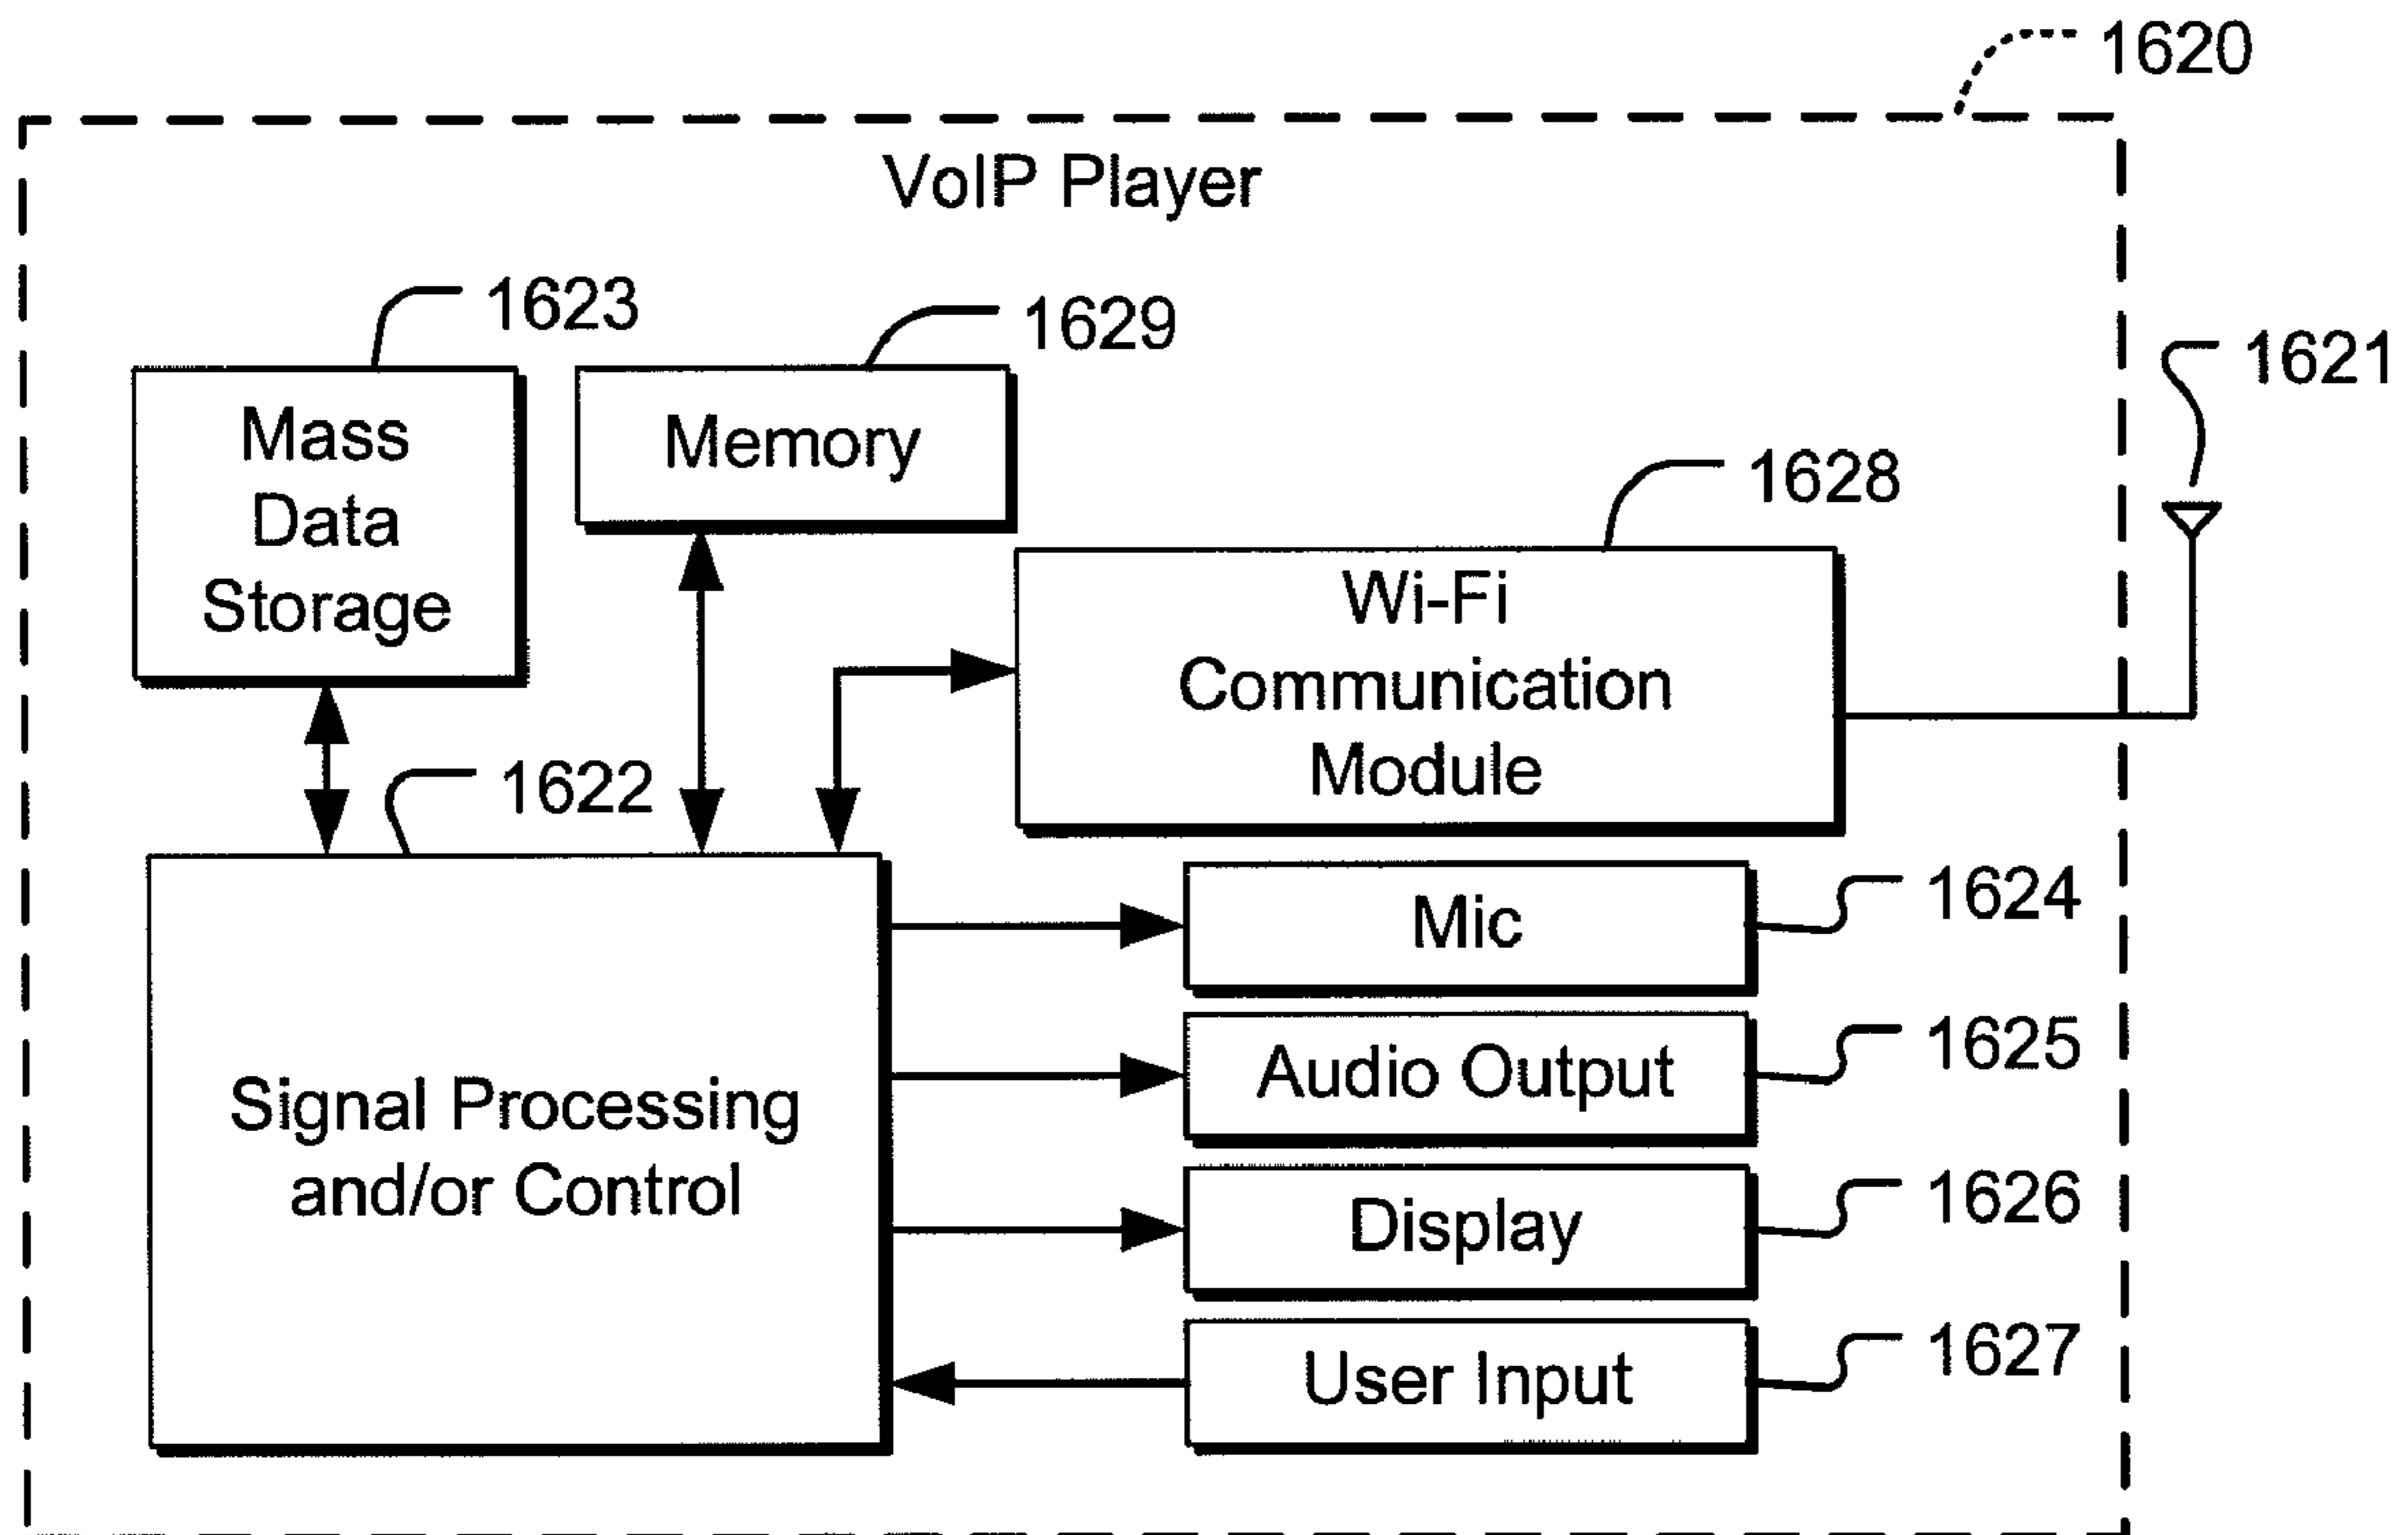 1620
VoIP Player
1623
1629
1621
Mass
Data
Storage
Memory
1628
Wi-Fi
Communication
Module
1622
Mic
1624
Signal Processing
and/or Control
Audio Output
1625
Display
1626
User Input
1627